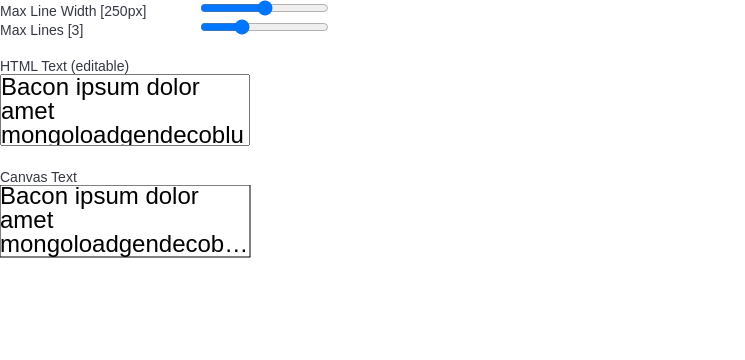 Max Line Width [250px]
Max Lines [3]
HTML Text (editable)
Bacon ipsum dolor
amet
mongoloadgendecoblu
Canvas Text
Bacon ipsum dolor
amet
mongoloadgendecob…